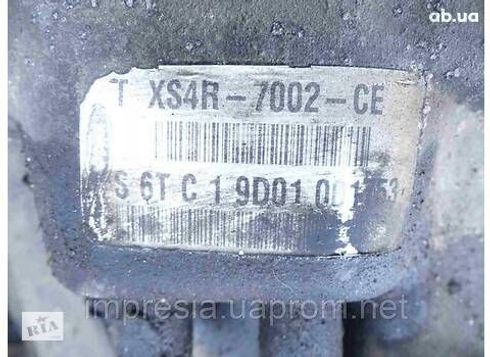 ab.ua
T XS4R-7002-CE
S 6T C 1 9D01
impresia.uaprom.net
RIA